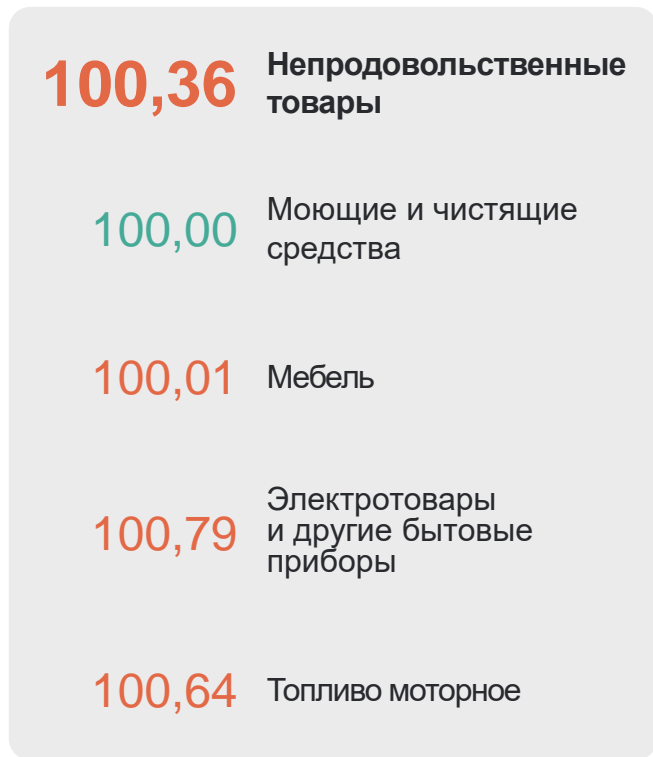 100,36
Непродовольственные
товары
100,00
Моющие и чистящие
средства
100,01
Мебель
100,79
Электротовары
и другие бытовые
приборы
100,64
Топливо моторное